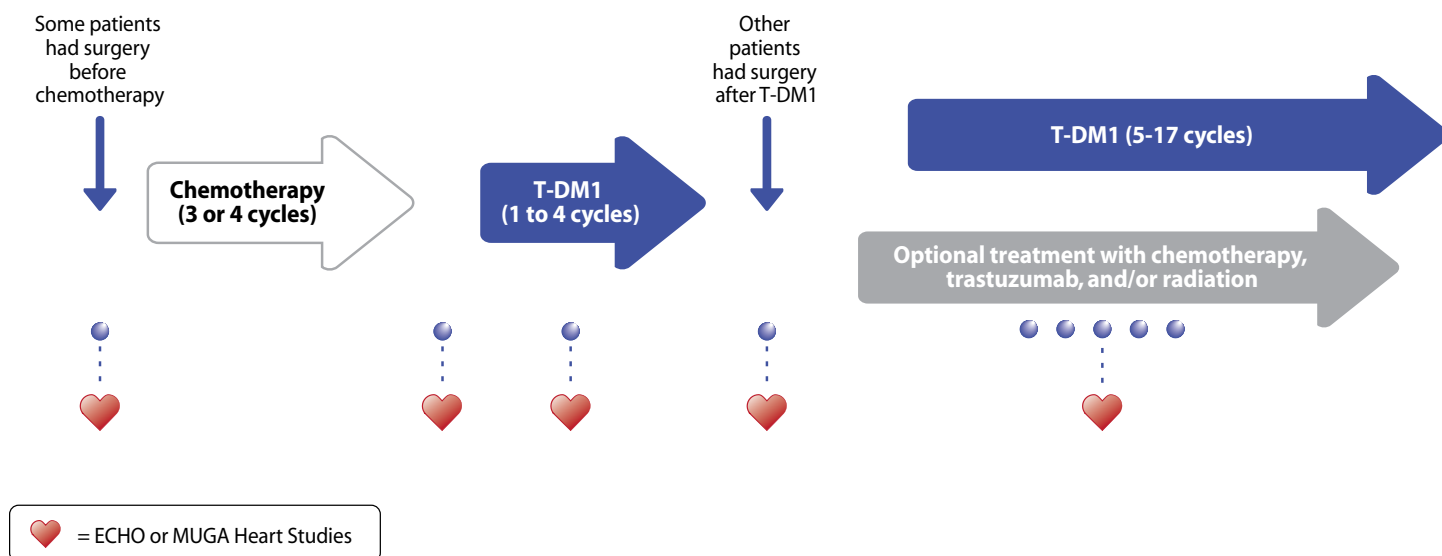 Some patients
had surgery
before
chemotherapy
Chemotherapy
(3 or 4 cycles)
T-DM1
(1 to 4 cycles)
Other
patients
had surgery
after T-DM1
T-DM1 (5-17 cycles)
Optional treatment with chemotherapy,
trastuzumab, and/or radiation
= ECHO or MUGA Heart Studies